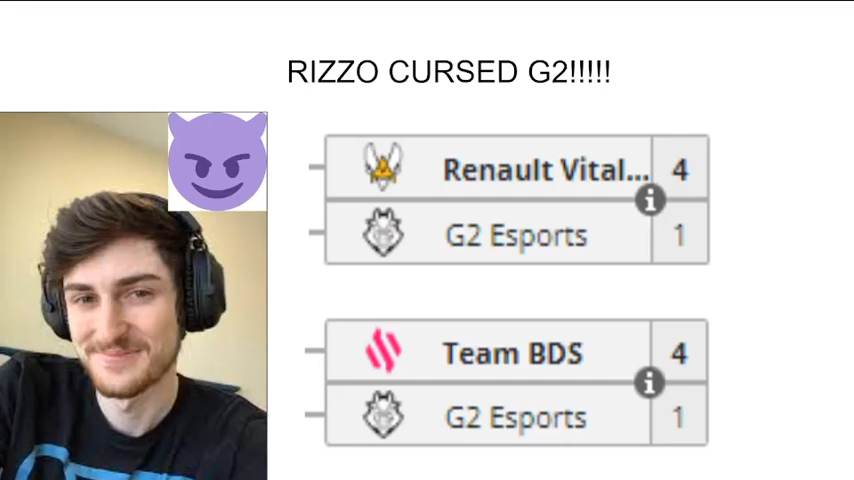 RIZZO CURSED G2!!!!!
Renault Vital... 4
G2 Esports 1
Team BDS 4
G2 Esports 1